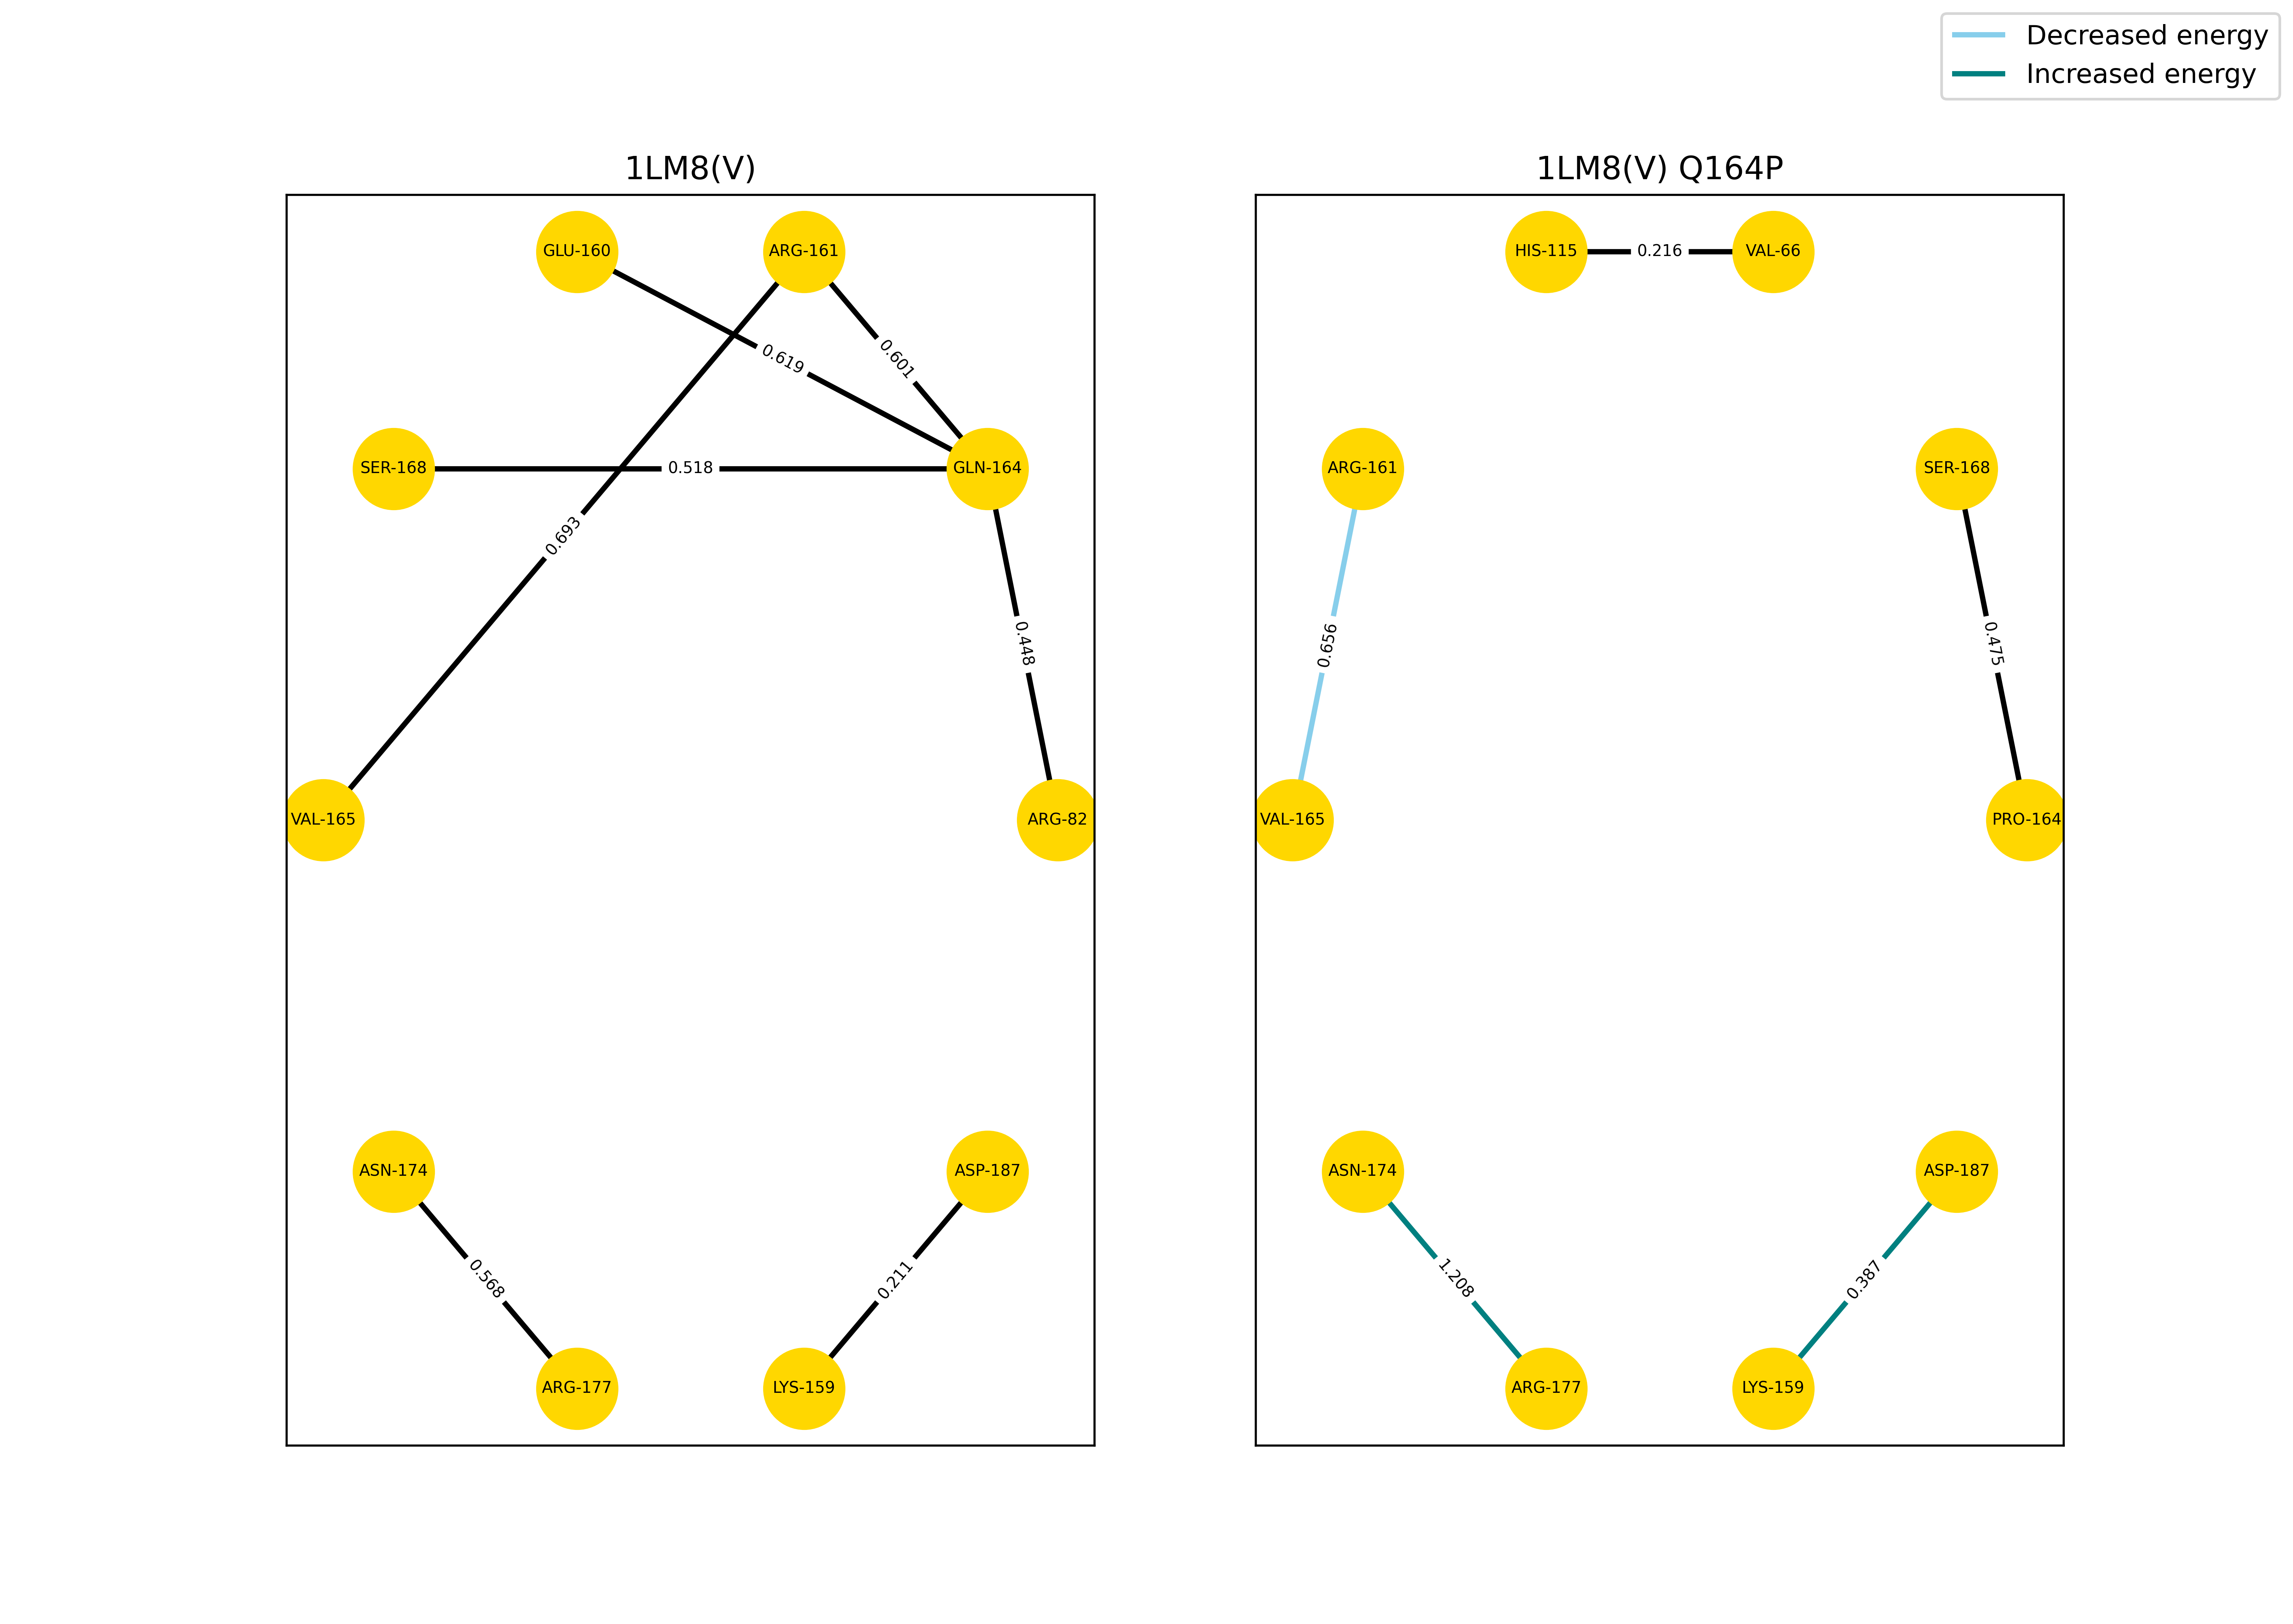 Decreased energy
Increased energy
1LM8(V)
GLU-160
ARG-161
0.619
0.601
SER-168
0.518
GLN-164
0.693
0.448
VAL-165
ARG-82
ASN-174
ASP-187
0.568
0.211
ARG-177
LYS-159
1LM8(V) Q164P
HIS-115
0.216
VAL-66
ARG-161
SER-168
0.656
0.475
VAL-165
PRO-164
ASN-174
ASP-187
1.208
0.387
ARG-177
LYS-159